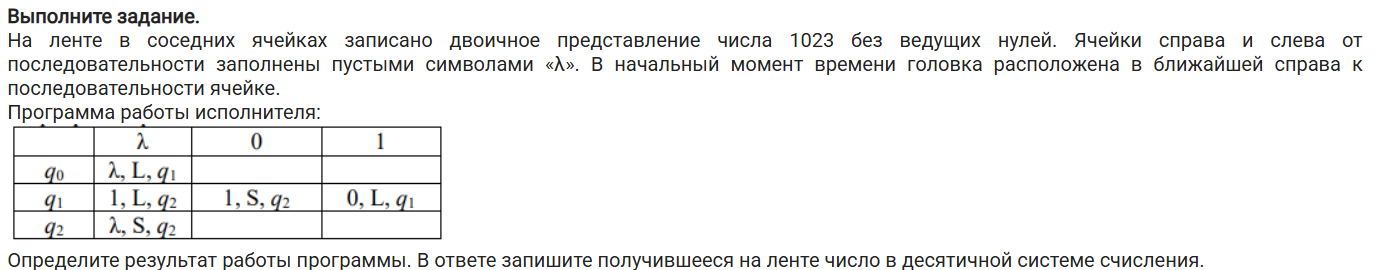 Выполните задание.
На ленте в соседних ячейках записано двоичное представление числа 1023 без ведущих нулей. Ячейки справа и слева от
последовательности заполнены пустыми символами «λ». В начальный момент времени головка расположена в ближайшей справа к
последовательности ячейке.
Программа работы исполнителя:
λ 0 1
q₀ λ, L, q₁
q₁ 1, L, q₂ 1, S, q₂ 0, L, q₁
q₂ λ, S, q₂
Определите результат работы программы. В ответе запишите получившееся на ленте число в десятичной системе счисления.